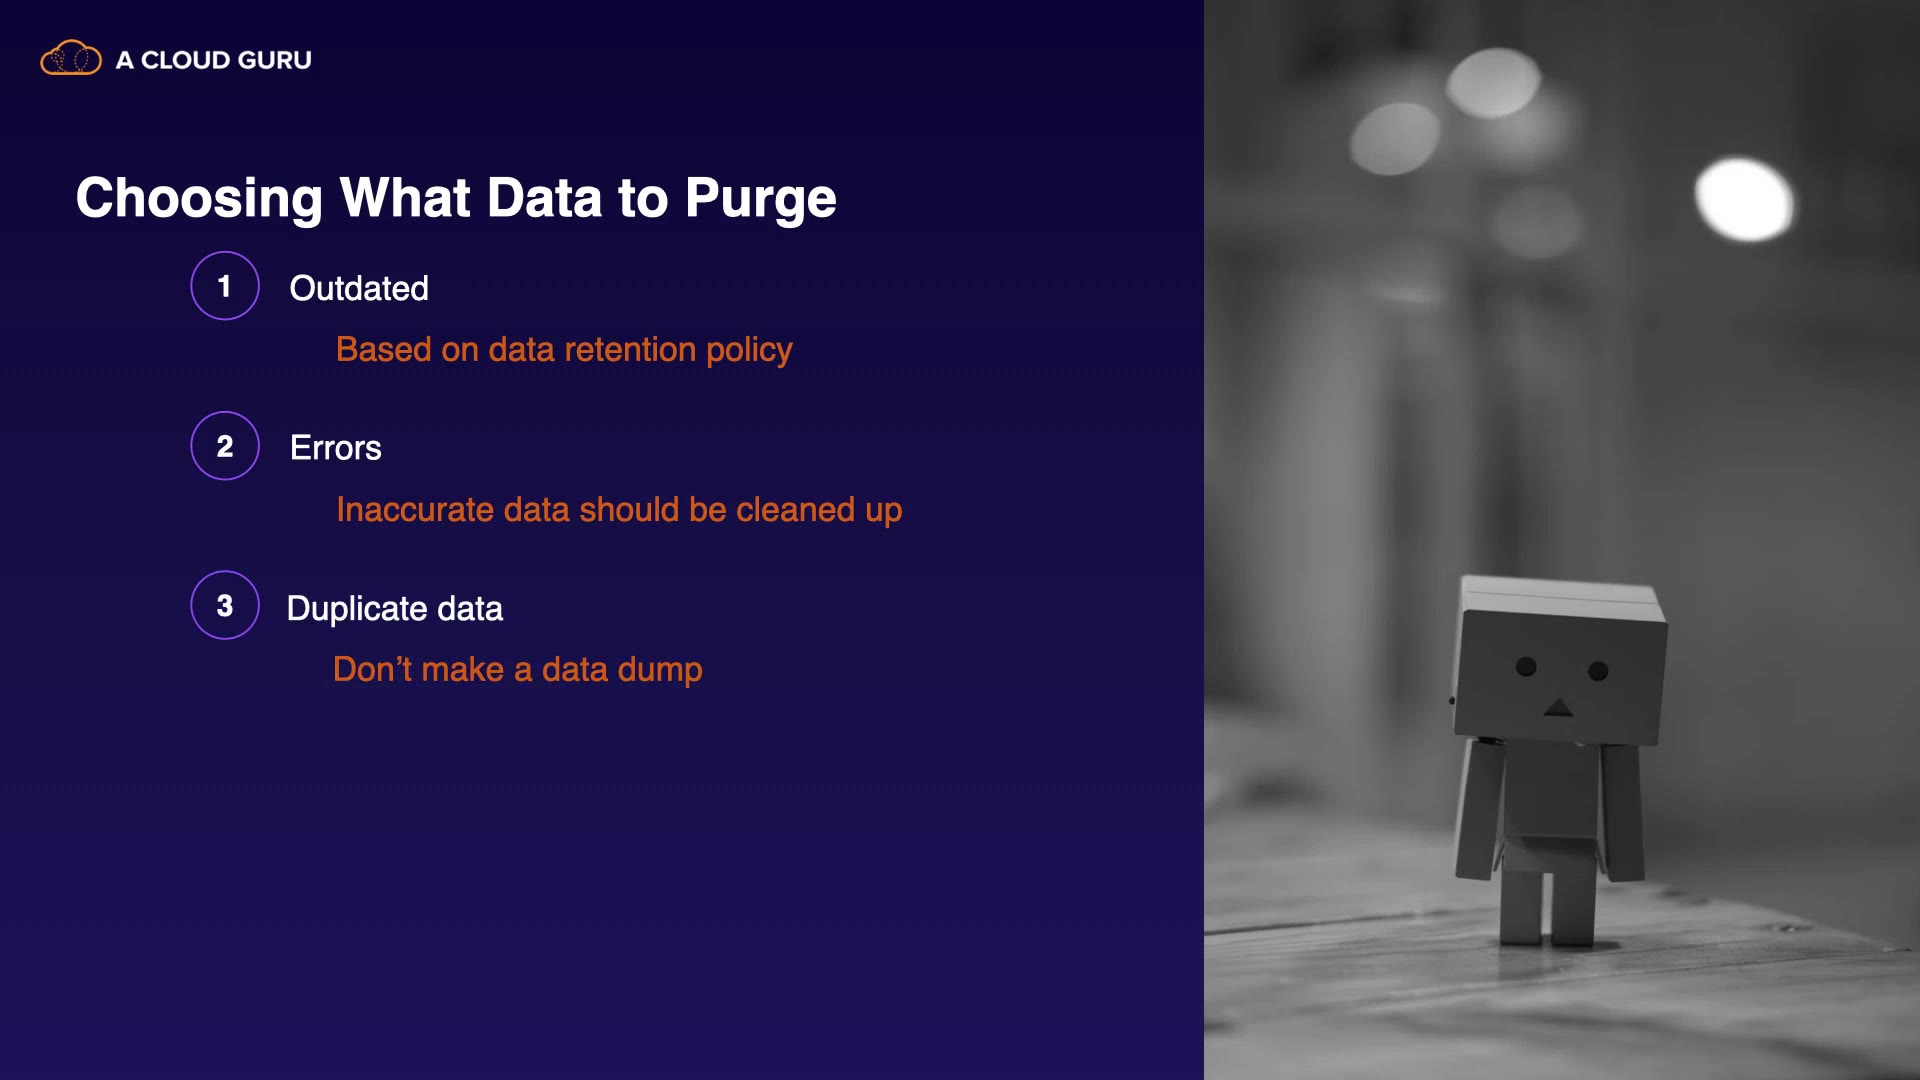 A CLOUD GURU
Choosing What Data to Purge
1 Outdated
Based on data retention policy
2 Errors
Inaccurate data should be cleaned up
3 Duplicate data
Don’t make a data dump